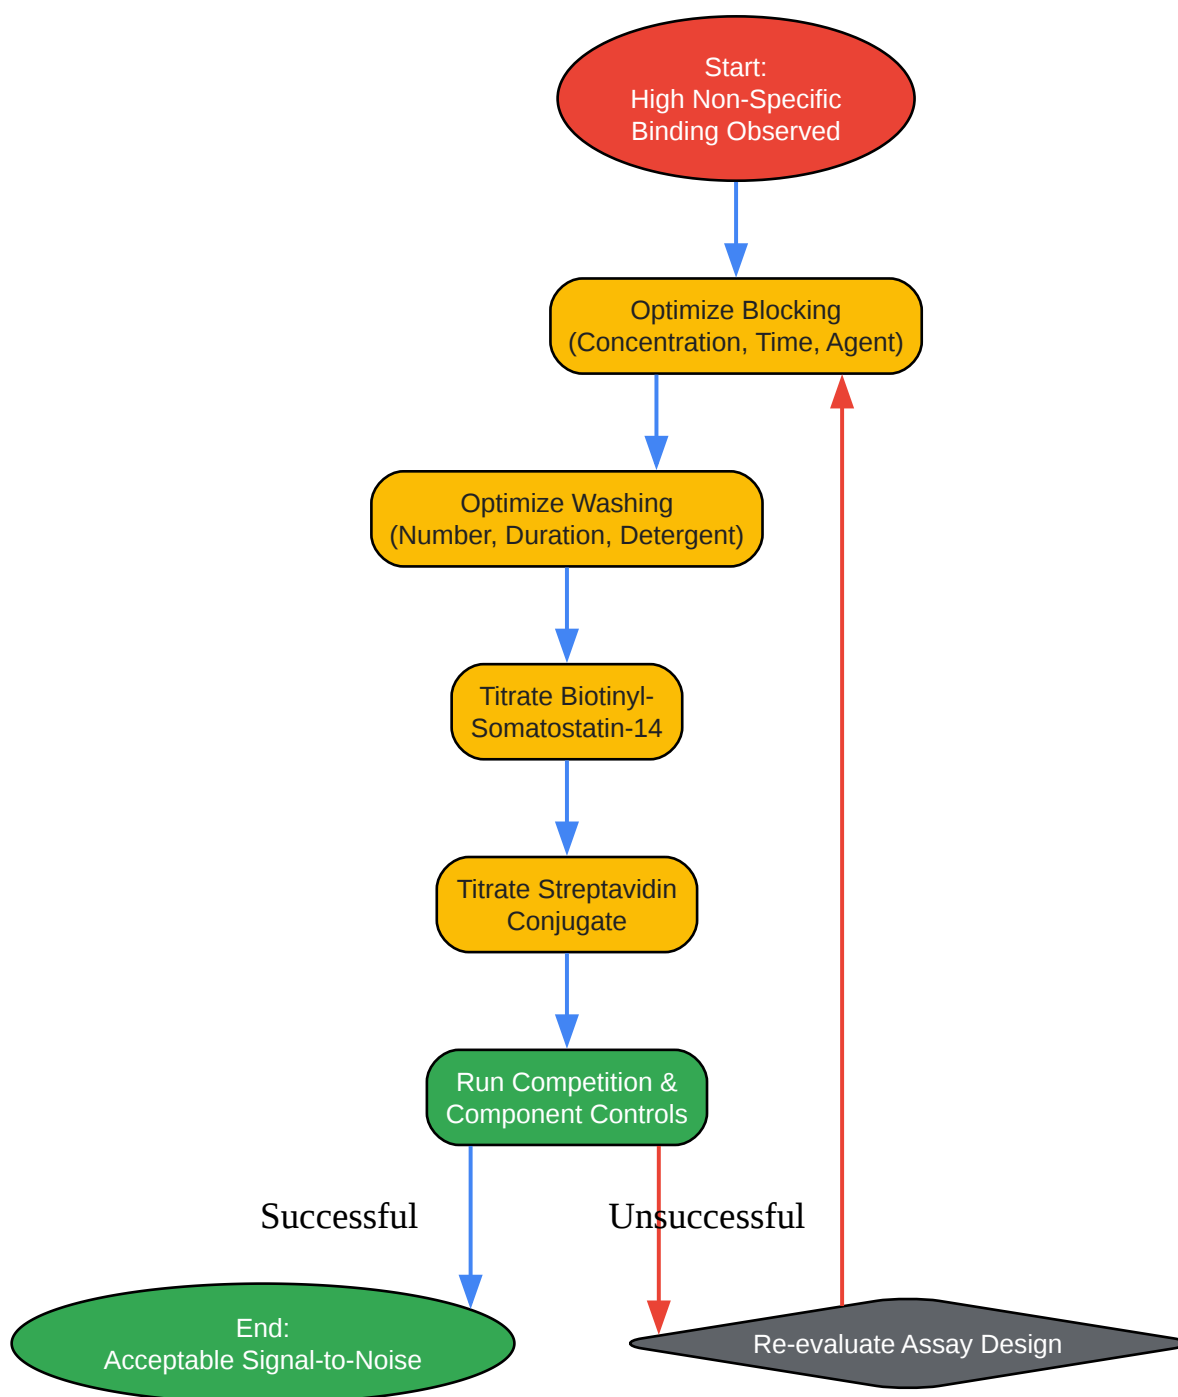 Start:
High Non-Specific
Binding Observed
Optimize Blocking
(Concentration, Time, Agent)
Optimize Washing
(Number, Duration, Detergent)
Titrate Biotinyl-
Somatostatin-14
Titrate Streptavidin
Conjugate
Run Competition &
Component Controls
Successful
Unsuccessful
End:
Acceptable Signal-to-Noise
Re-evaluate Assay Design